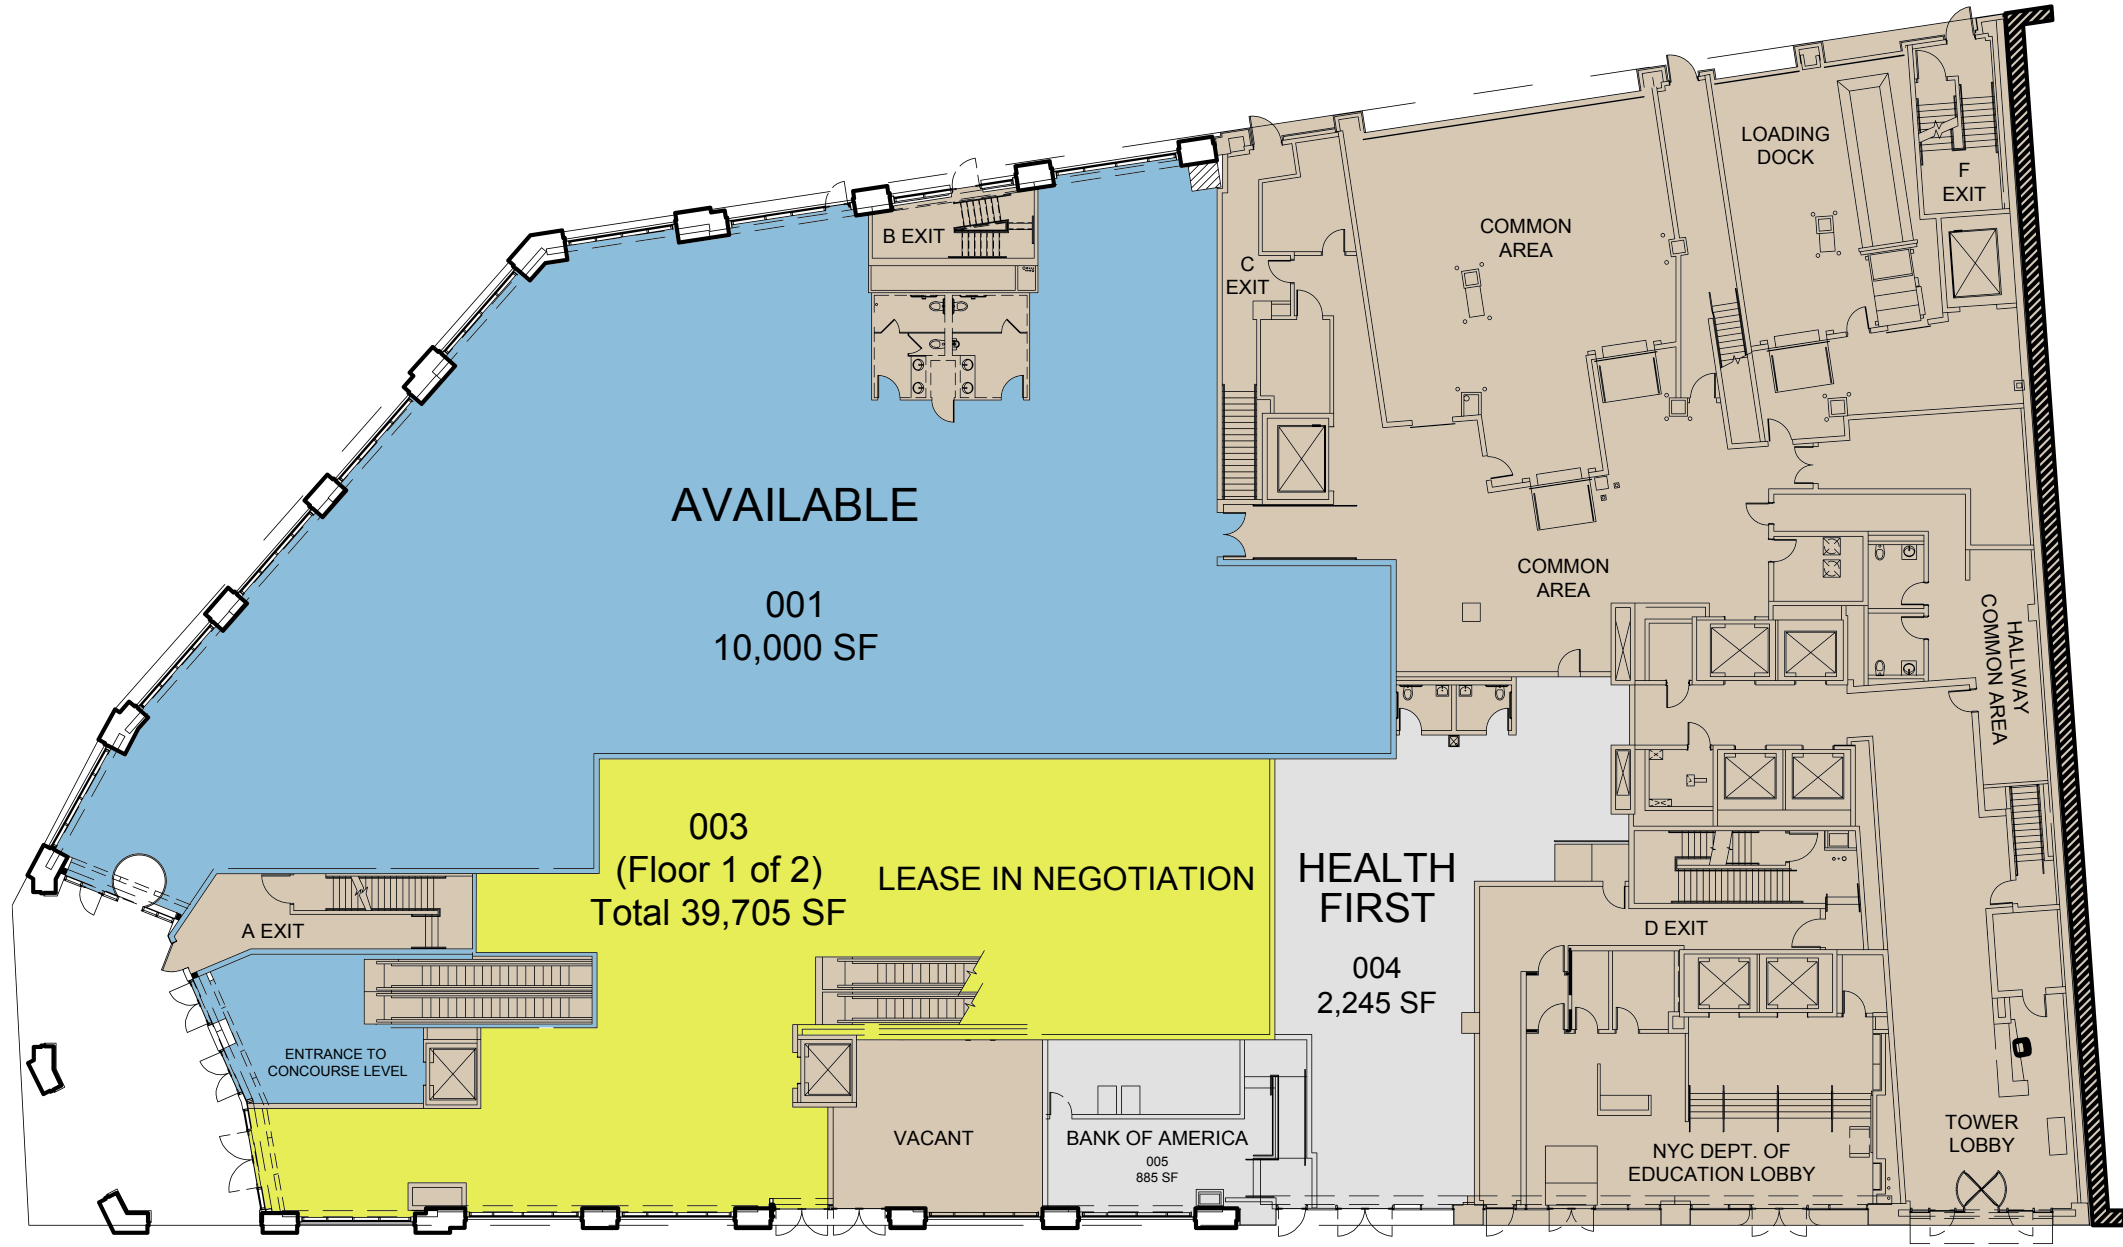 LOADING
DOCK
F
EXIT
B EXIT
COMMON
AREA
C
EXIT
AVAILABLE
001
10,000 SF
COMMON
AREA
HALLWAY
COMMON AREA
003
(Floor 1 of 2)
Total 39,705 SF
LEASE IN NEGOTIATION
HEALTH
FIRST
004
2,245 SF
A EXIT
D EXIT
ENTRANCE TO
CONCOURSE LEVEL
VACANT
BANK OF AMERICA
005
885 SF
NYC DEPT. OF
EDUCATION LOBBY
TOWER
LOBBY